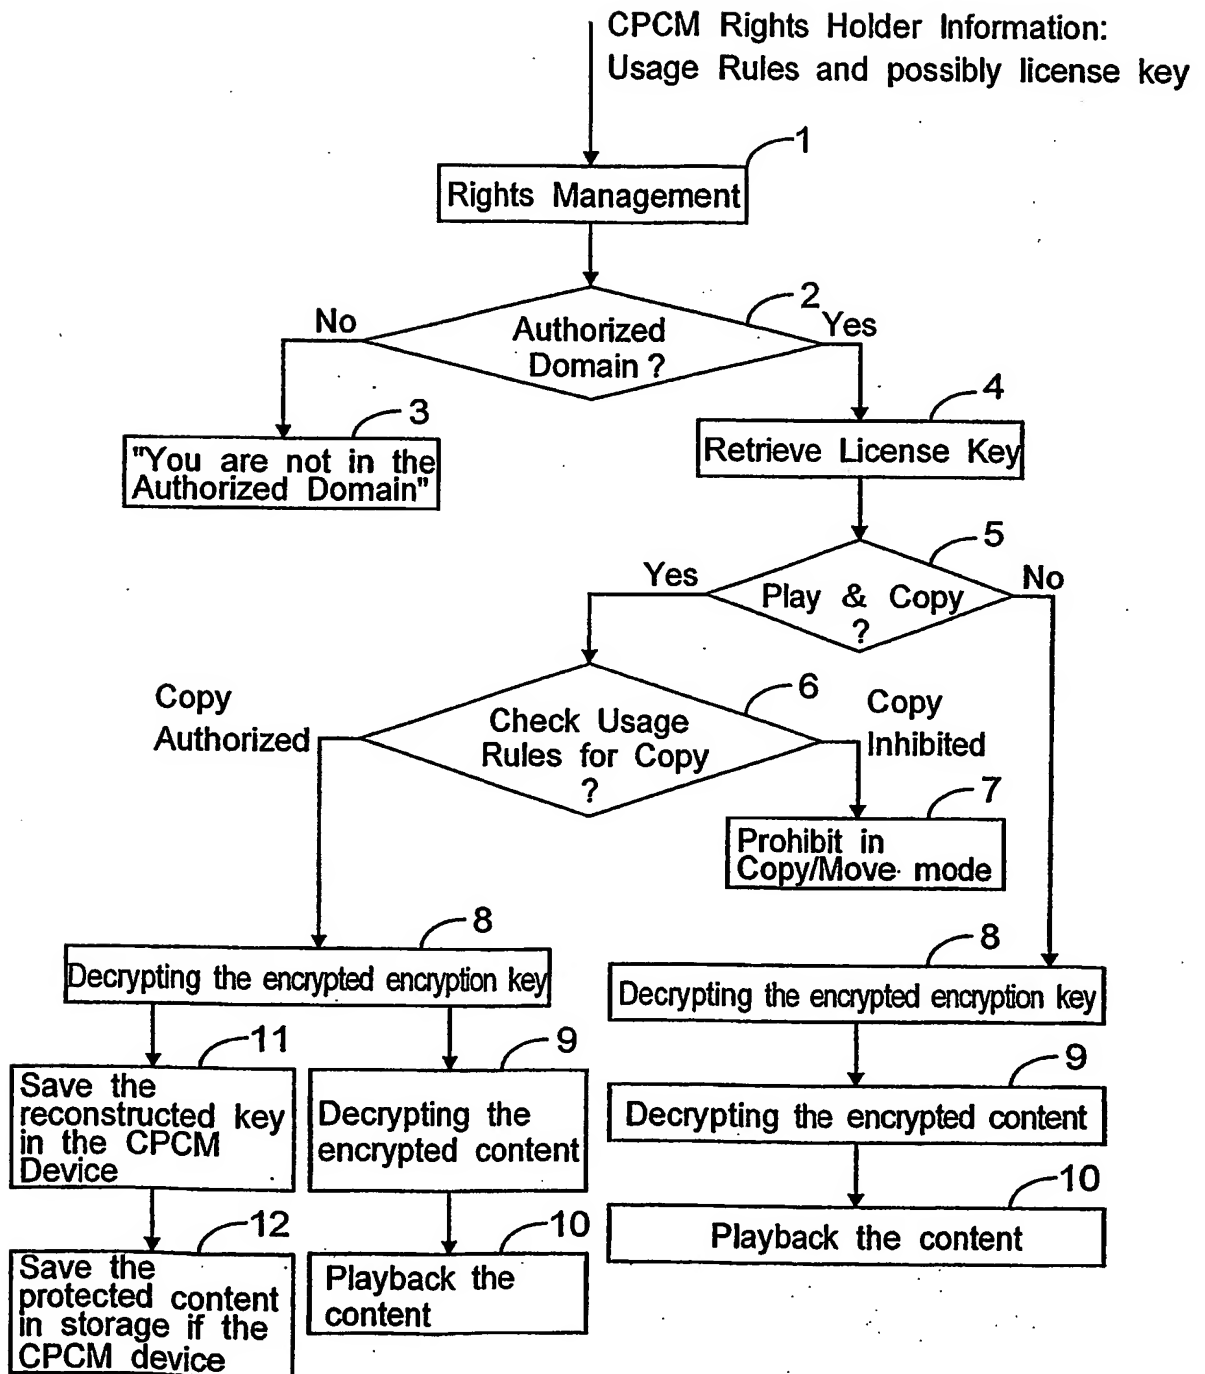 CPCM Rights Holder Information:
Usage Rules and possibly license key
1
Rights Management
2
No
Yes
Authorized
Domain ?
3
4
"You are not in the
Authorized Domain"
Retrieve License Key
5
Yes
No
Play & Copy
?
6
Copy
Authorized
Check Usage
Rules for Copy
?
Copy
Inhibited
7
Prohibit in
Copy/Move mode
8
Decrypting the encrypted encryption key
8
Decrypting the encrypted encryption key
11
Save the
reconstructed key
in the CPCM
Device
9
Decrypting the
encrypted content
9
Decrypting the encrypted content
12
Save the
protected content
in storage if the
CPCM device
10
Playback the
content
10
Playback the content